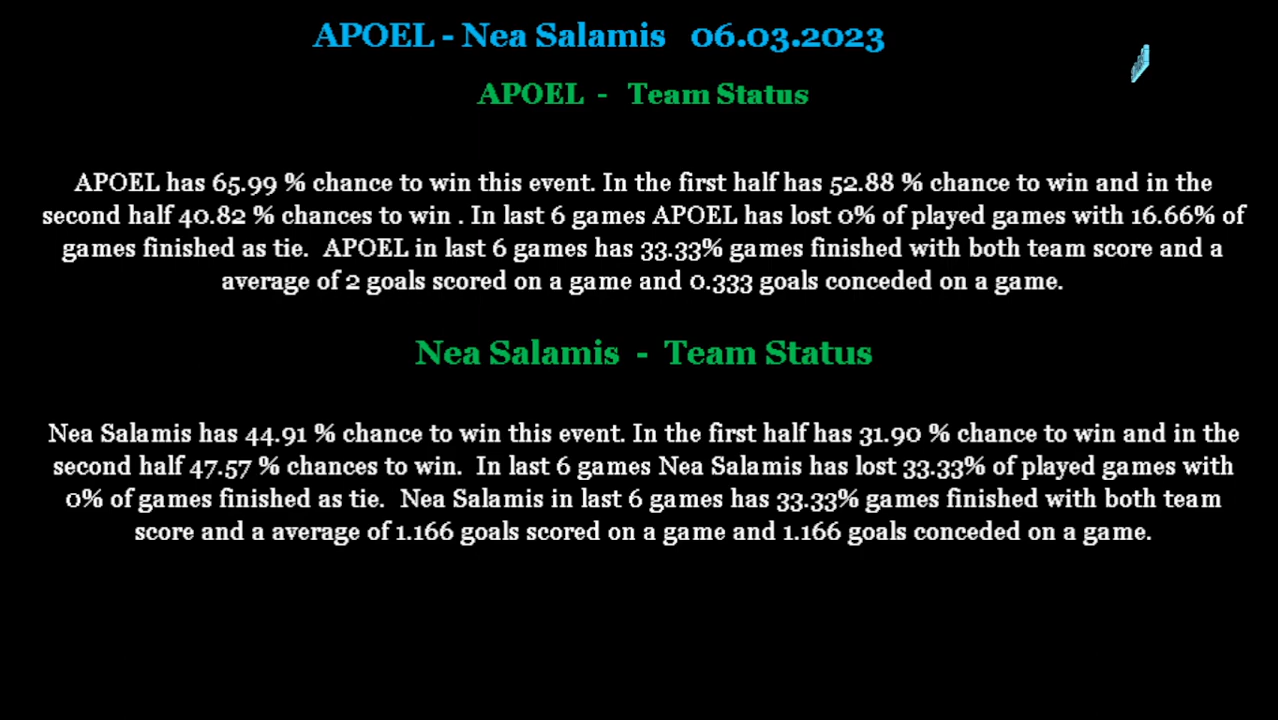 APOEL - Nea Salamis 06.03.2023
APOEL - Team Status
APOEL has 65.99 % chance to win this event. In the first half has 52.88 % chance to win and in the
second half 40.82 % chances to win . In last 6 games APOEL has lost 0% of played games with 16.66% of
games finished as tie. APOEL in last 6 games has 33.33% games finished with both team score and a
average of 2 goals scored on a game and 0.333 goals conceded on a game.
Nea Salamis - Team Status
Nea Salamis has 44.91 % chance to win this event. In the first half has 31.90 % chance to win and in the
second half 47.57 % chances to win. In last 6 games Nea Salamis has lost 33.33% of played games with
0% of games finished as tie. Nea Salamis in last 6 games has 33.33% games finished with both team
score and a average of 1.166 goals scored on a game and 1.166 goals conceded on a game.